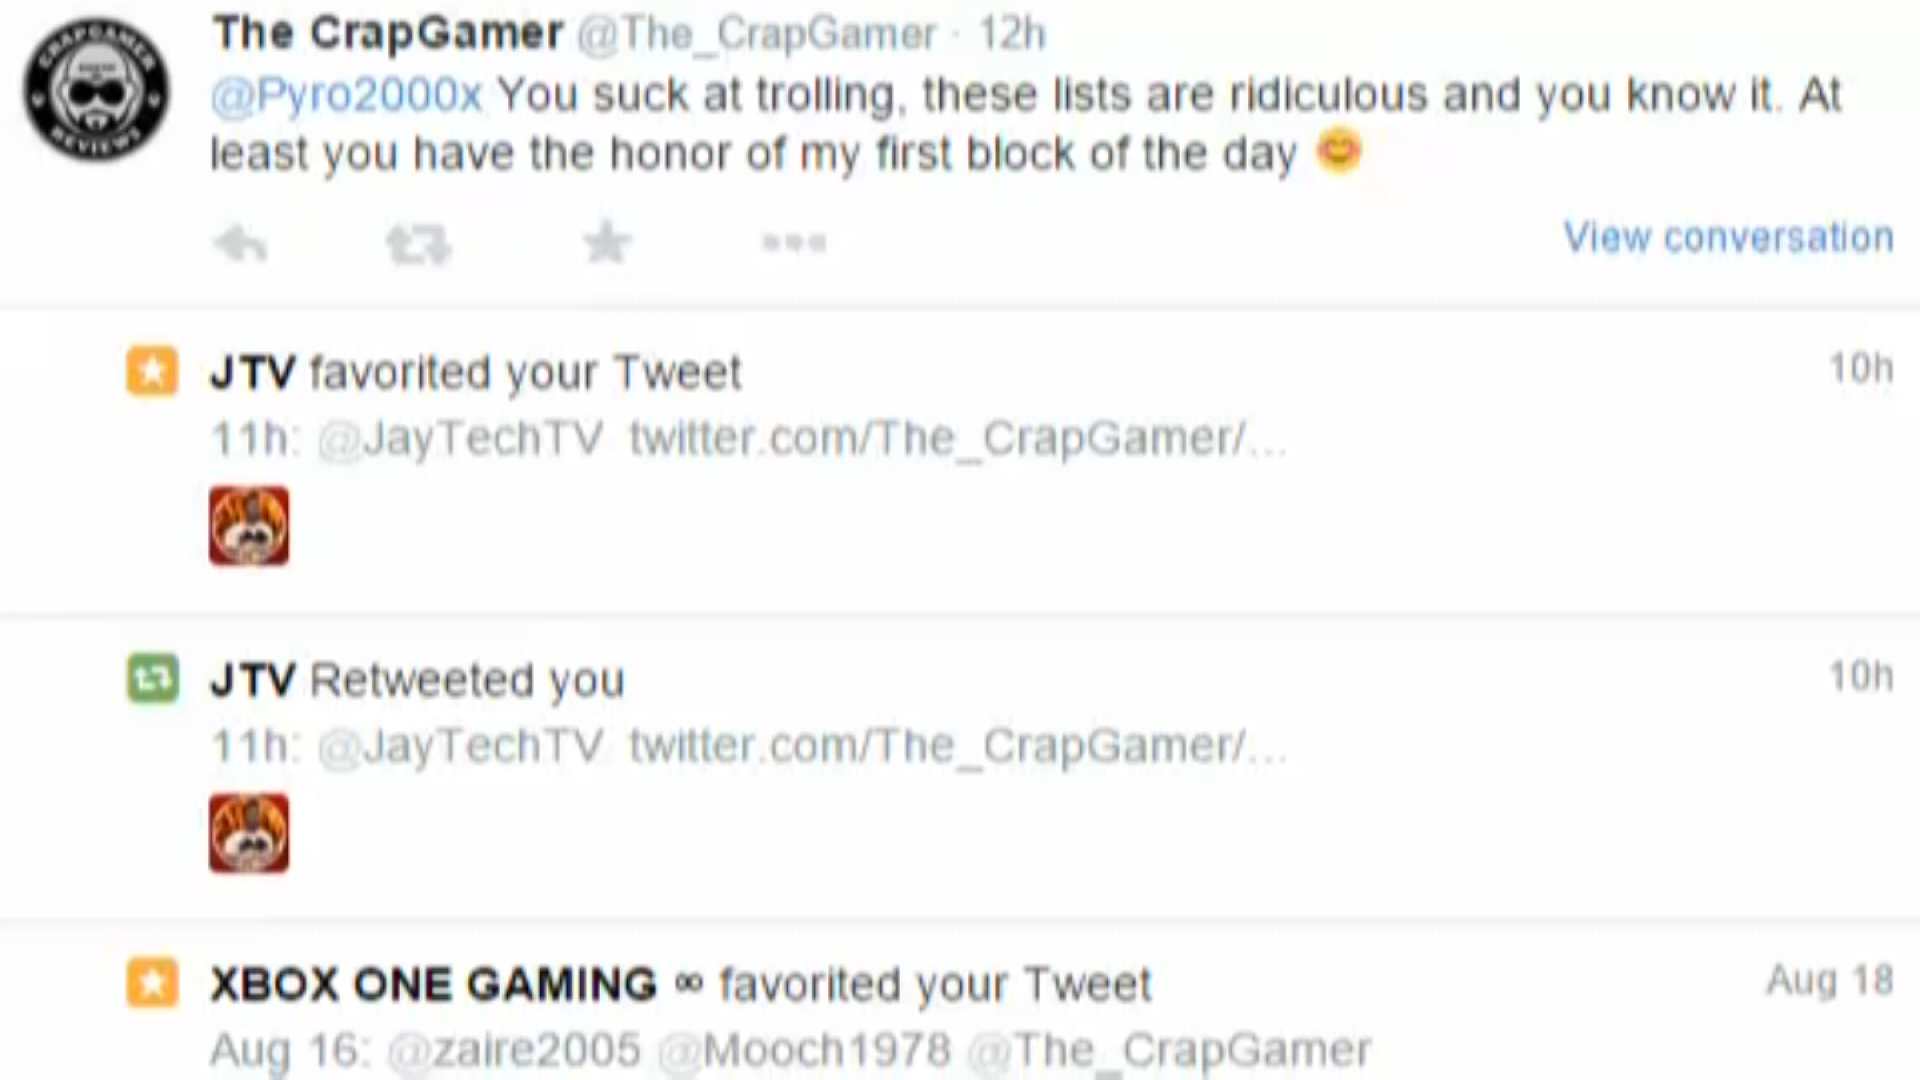 CRAPGAMER
REVIEWS
The CrapGamer @The_CrapGamer · 12h
@Pyro2000x You suck at trolling, these lists are ridiculous and you know it. At
least you have the honor of my first block of the day 😊
View conversation
JTV favorited your Tweet 10h
11h: @JayTechTV twitter.com/The_CrapGamer/...
JTV Retweeted you 10h
11h: @JayTechTV twitter.com/The_CrapGamer/...
XBOX ONE GAMING ∞ favorited your Tweet Aug 18
Aug 16: @zaire2005 @Mooch1978 @The_CrapGamer